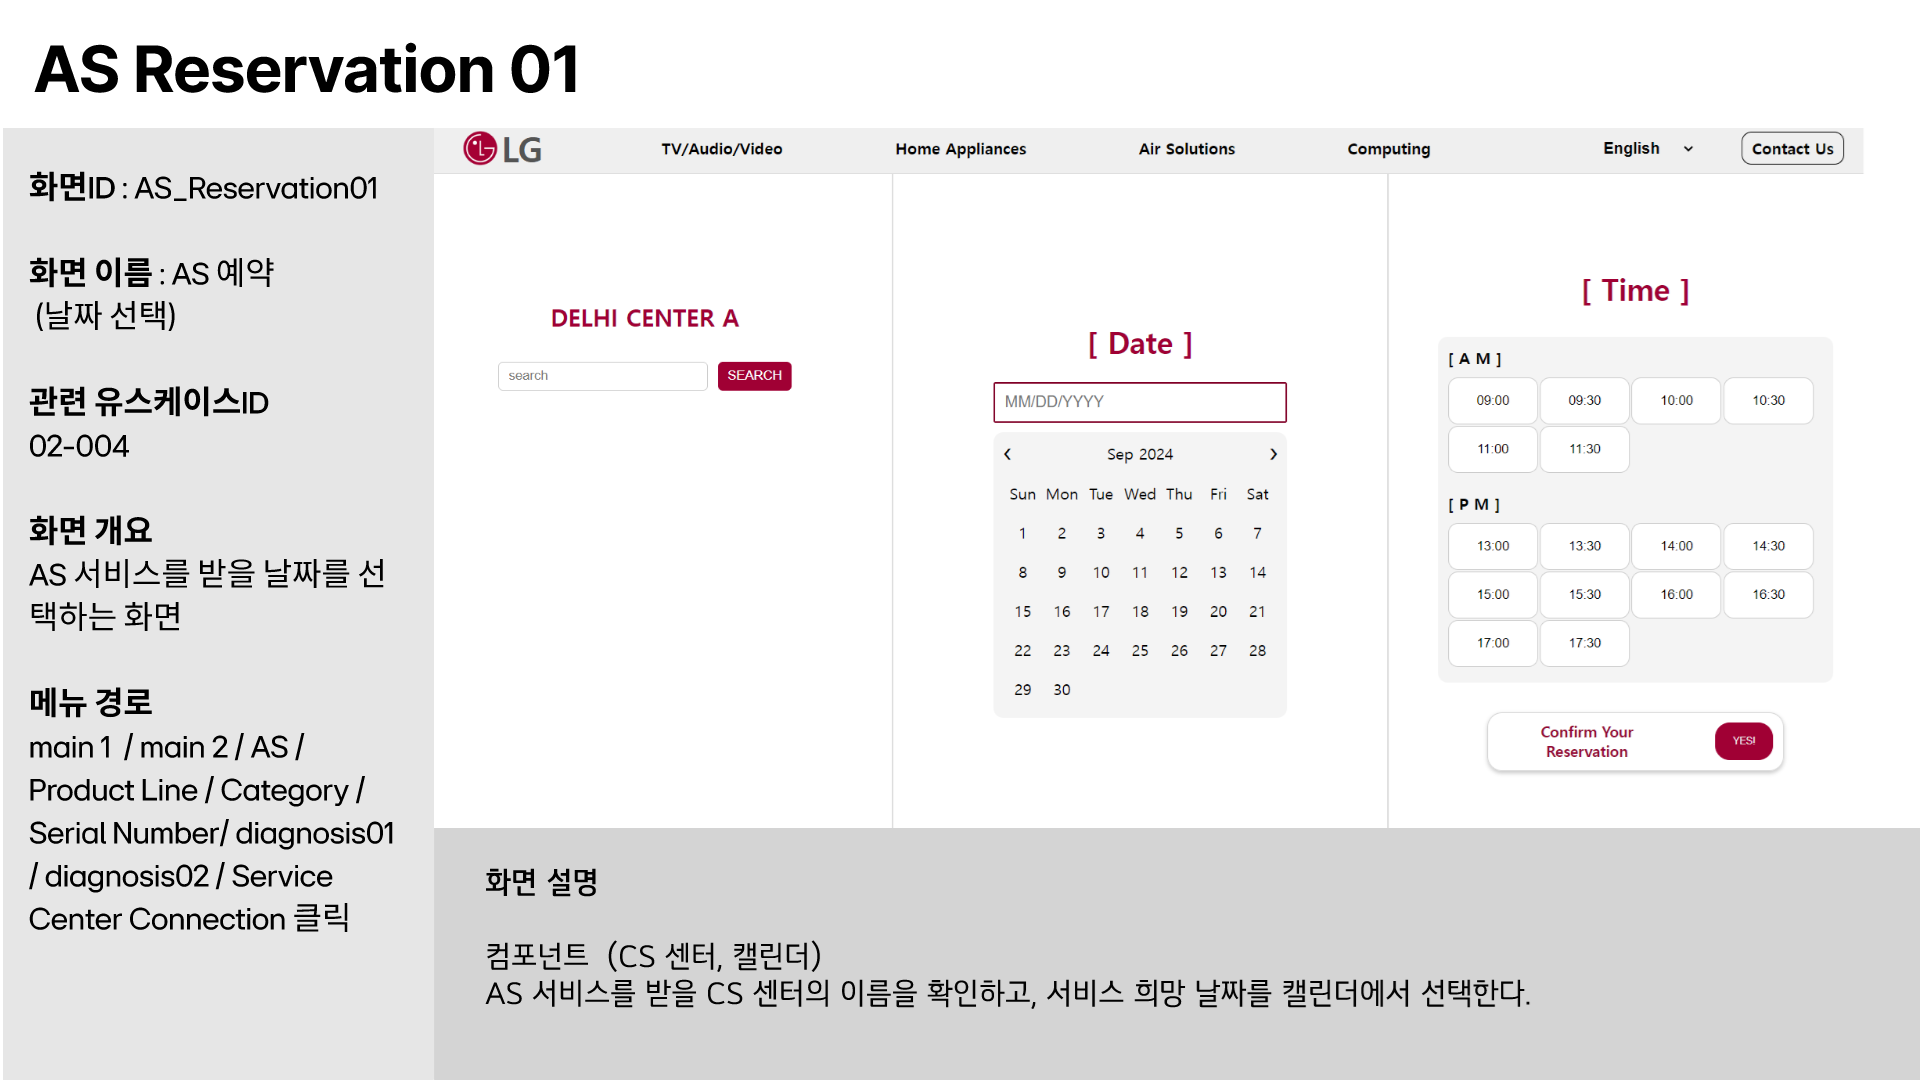 AS Reservation 01
화면ID : AS_Reservation01
화면 이름 : AS 예약
(날짜 선택)
관련 유스케이스ID
02-004
화면 개요
AS 서비스를 받을 날짜를 선
택하는 화면
메뉴 경로
main 1 / main 2 / AS /
Product Line / Category /
Serial Number/ diagnosis01
/ diagnosis02 / Service
Center Connection 클릭
LG TV/Audio/Video Home Appliances Air Solutions Computing English Contact Us
DELHI CENTER A
search SEARCH
[ Date ]
MM/DD/YYYY
‹ Sep 2024 ›
Sun Mon Tue Wed Thu Fri Sat
1 2 3 4 5 6 7
8 9 10 11 12 13 14
15 16 17 18 19 20 21
22 23 24 25 26 27 28
29 30
[ Time ]
[ A M ]
09:00 09:30 10:00 10:30
11:00 11:30
[ P M ]
13:00 13:30 14:00 14:30
15:00 15:30 16:00 16:30
17:00 17:30
Confirm Your
Reservation
YES!
화면 설명
컴포넌트 (CS 센터, 캘린더)
AS 서비스를 받을 CS 센터의 이름을 확인하고, 서비스 희망 날짜를 캘린더에서 선택한다.